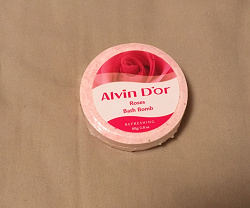 Alvin D'or
Roses
Bath Bomb
REFRESHING